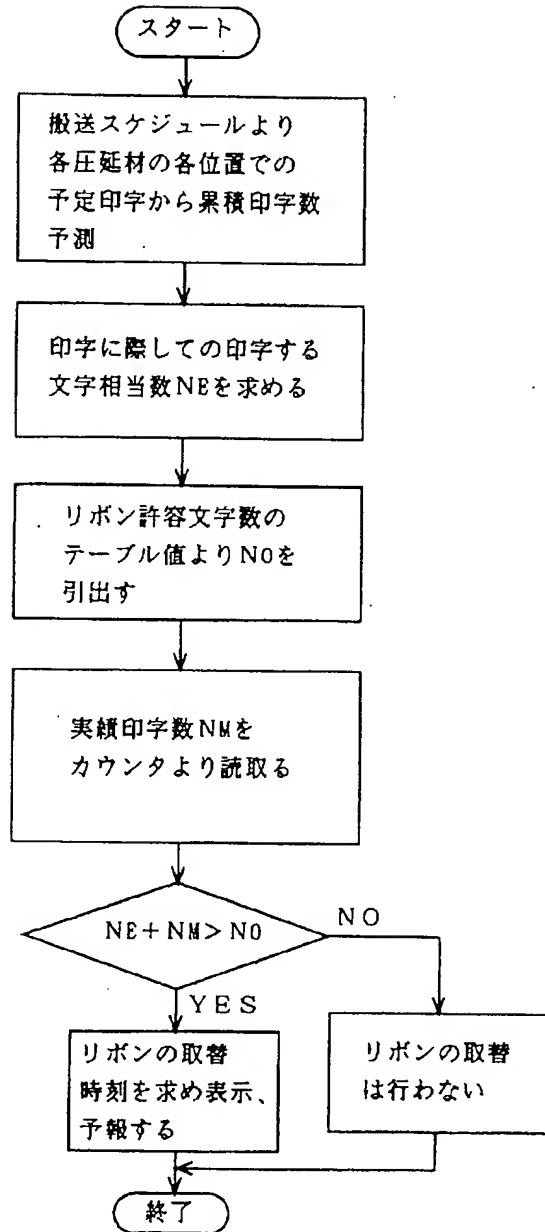 スタート
搬送スケジュールより
各圧延材の各位置での
予定印字から累積印字数
予測
印字に際しての印字する
文字相当数NEを求める
リボン許容文字数の
テーブル値よりN0を
引出す
実績印字数NMを
カウンタより読取る
NE+NM>N0
NO
YES
リボンの取替
時刻を求め表示、
予報する
リボンの取替
は行わない
終了